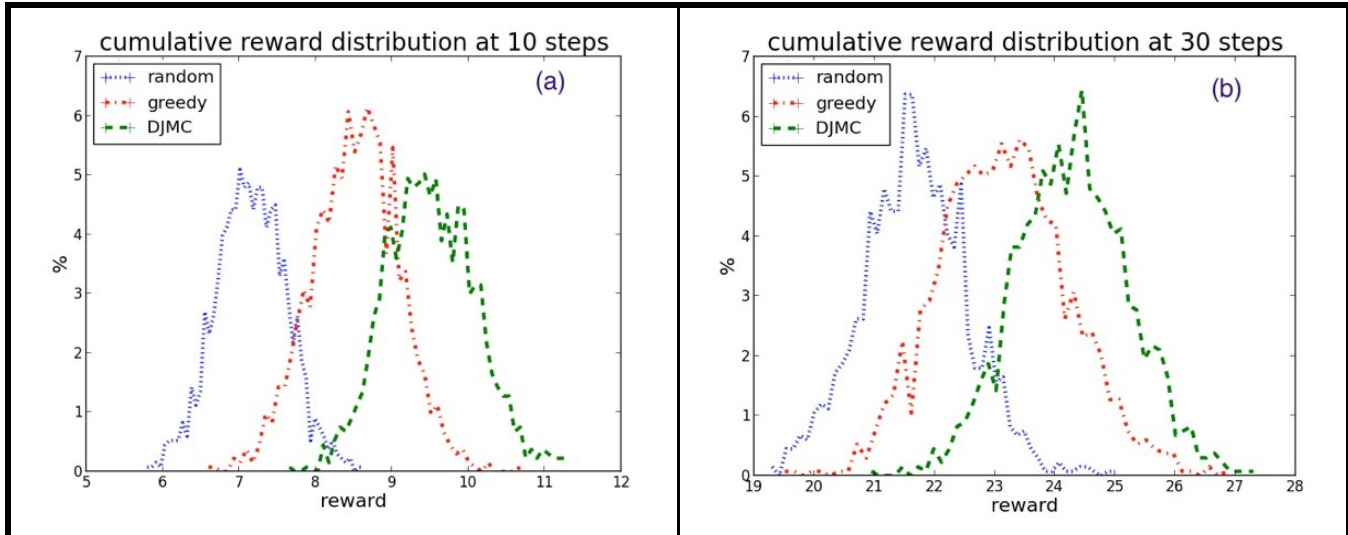 cumulative reward distribution at 10 steps
(a)
random
greedy
DJMC
7
6
5
4
3
2
1
0
%
5 6 7 8 9 10 11 12
reward
cumulative reward distribution at 30 steps
(b)
random
greedy
DJMC
7
6
5
4
3
2
1
0
%
19 20 21 22 23 24 25 26 27 28
reward